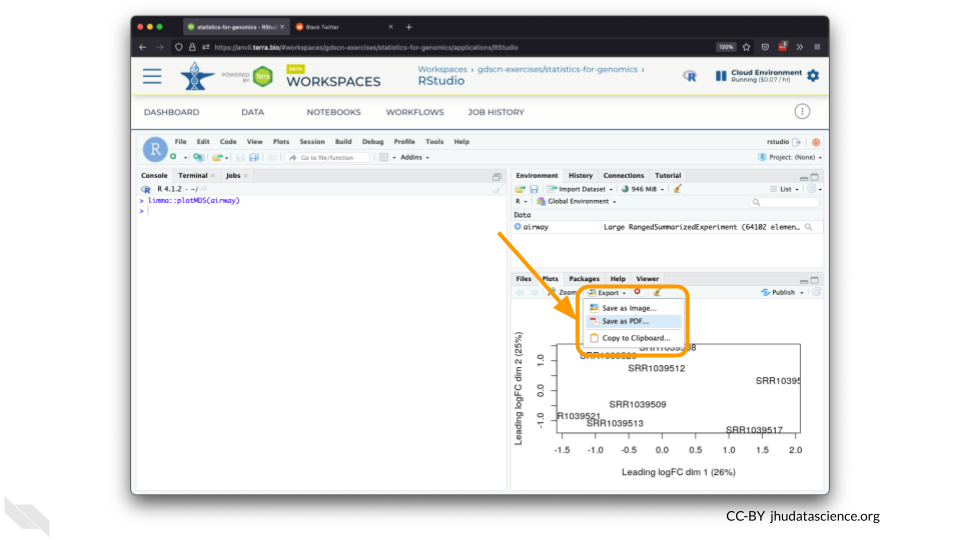 statistics-for-genomics - RStudi ×
Black Twitter ×
+
https://anvil.terra.bio/#workspaces/gdscn-exercises/statistics-for-genomics/applications/RStudio
120%
POWERED BY
Terra
BETA
WORKSPACES
Workspaces › gdscn-exercises/statistics-for-genomics ›
RStudio
Cloud Environment
Running ($0.07 / hr)
DASHBOARD DATA NOTEBOOKS WORKFLOWS JOB HISTORY
R
File Edit Code View Plots Session Build Debug Profile Tools Help
rstudio
Go to file/function
Addins
Project: (None)
Console Terminal × Jobs ×
R 4.1.2 · ~/
> limma::plotMDS(airway)
>
Environment History Connections Tutorial
Import Dataset
946 MiB
List
R
Global Environment
Data
airway Large RangedSummarizedExperiment (64102 elemen…
Files Plots Packages Help Viewer
Zoom Export
Publish
Save as Image...
Save as PDF...
Copy to Clipboard...
Leading logFC dim 2 (25%)
1.0
0.0
-1.0
SRR1039512
SRR10395
SRR1039509
R1039521
SRR1039513
SRR1039517
-1.5 -1.0 -0.5 0.0 0.5 1.0 1.5 2.0
Leading logFC dim 1 (26%)
CC-BY jhudatascience.org